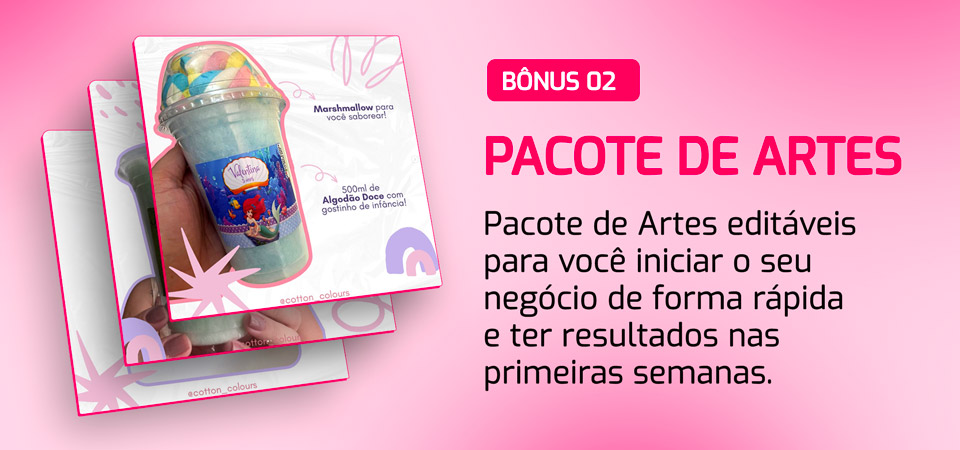 Marshmallow para
você saborear!
Valentina
500ml de
Algodão Doce com
gostinho de infância!
@cotton_colours
@cotton_colours
BÔNUS 02
PACOTE DE ARTES
Pacote de Artes editáveis
para você iniciar o seu
negócio de forma rápida
e ter resultados nas
primeiras semanas.